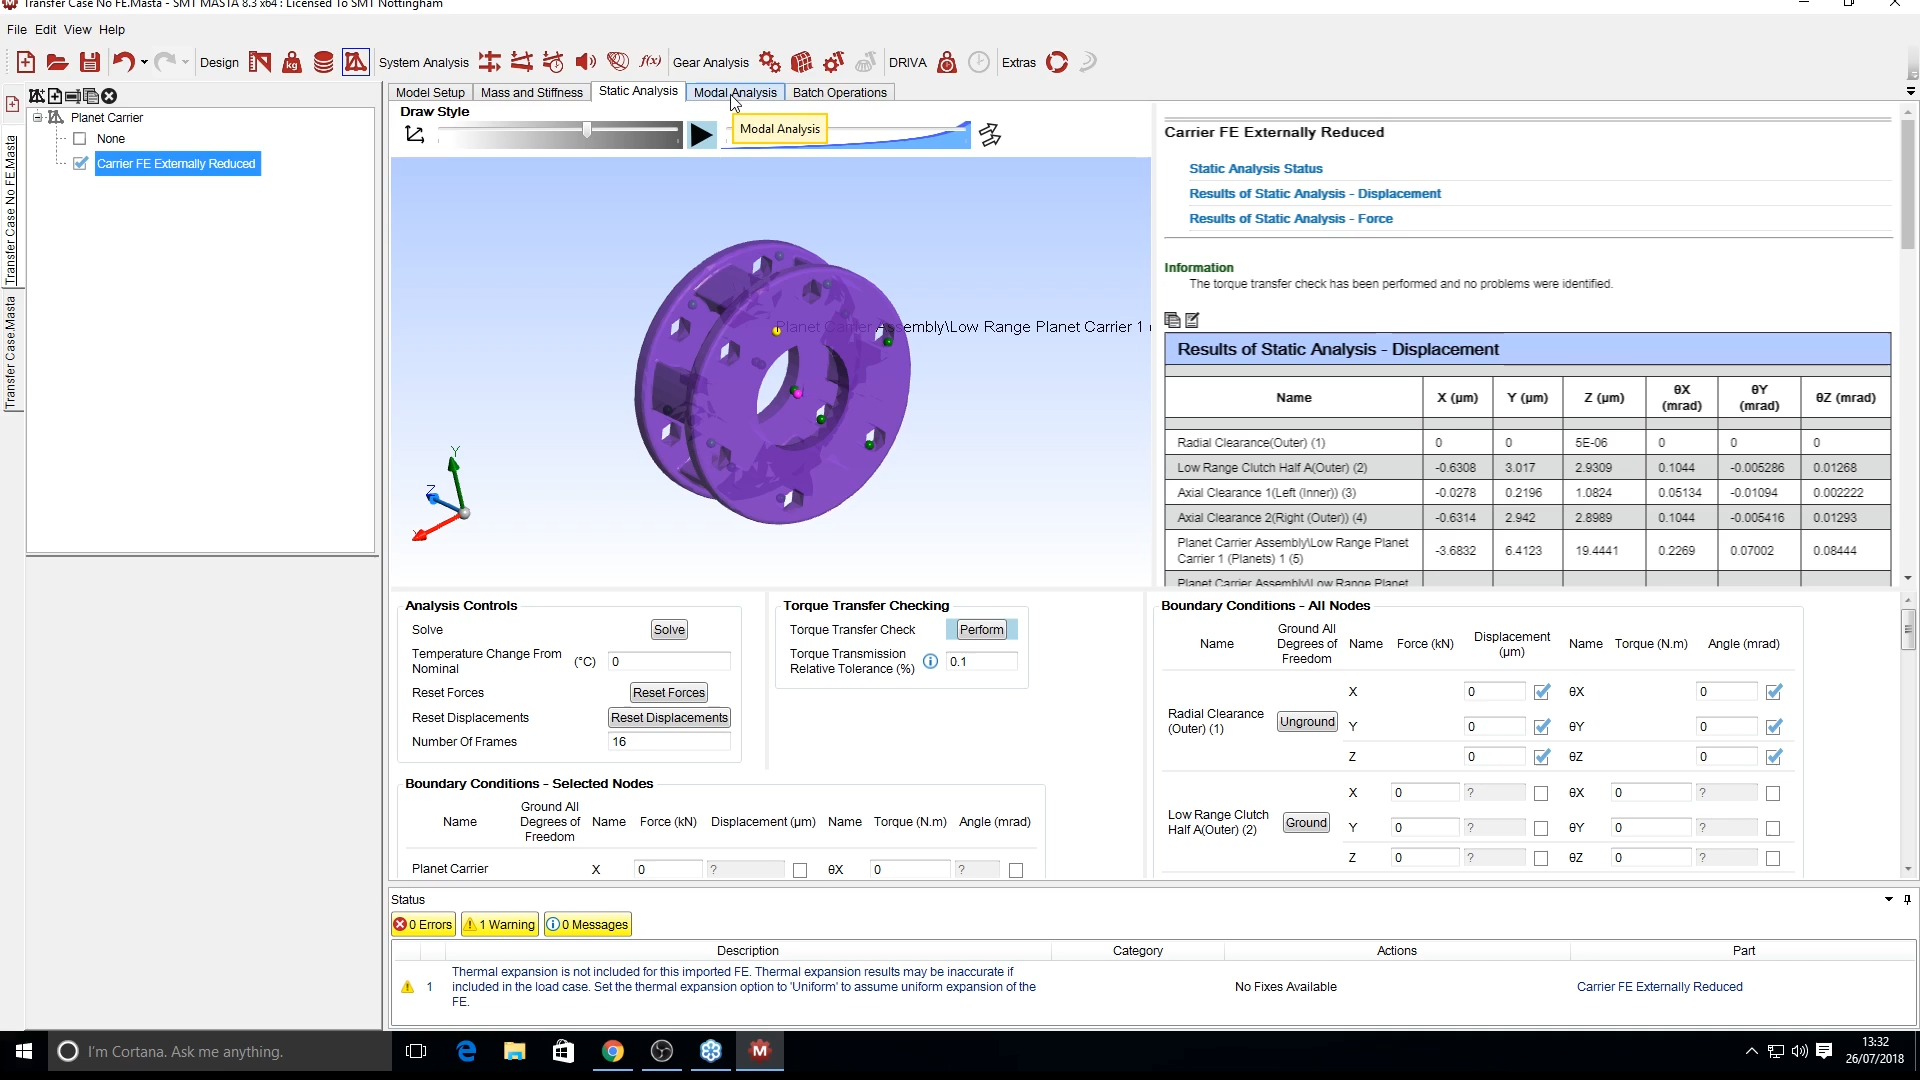 Transfer Case No FE.Masta - SMT MASTA 8.3 x64 : Licensed To SMT Nottingham
File Edit View Help
Design System Analysis f(x) Gear Analysis DRIVA Extras
Model Setup Mass and Stiffness Static Analysis Modal Analysis Batch Operations
Transfer Case No FE.Masta
Transfer Case.Masta
Planet Carrier
None
Carrier FE Externally Reduced
Draw Style
Modal Analysis
Planet Carrier Assembly\Low Range Planet Carrier 1
Y
Z
X
Carrier FE Externally Reduced
Static Analysis Status
Results of Static Analysis - Displacement
Results of Static Analysis - Force
Information
The torque transfer check has been performed and no problems were identified.
Results of Static Analysis - Displacement
Name X (μm) Y (μm) Z (μm) θX (mrad) θY (mrad) θZ (mrad)
Radial Clearance(Outer) (1) 0 0 5E-06 0 0 0
Low Range Clutch Half A(Outer) (2) -0.6308 3.017 2.9309 0.1044 -0.005286 0.01268
Axial Clearance 1(Left (Inner)) (3) -0.0278 0.2196 1.0824 0.05134 -0.01094 0.002222
Axial Clearance 2(Right (Outer)) (4) -0.6314 2.942 2.8989 0.1044 -0.005416 0.01293
Planet Carrier Assembly\Low Range Planet
Carrier 1 (Planets) 1 (5) -3.6832 6.4123 19.4441 0.2269 0.07002 0.08444
Planet Carrier Assembly\Low Range Planet
Analysis Controls
Solve Solve
Temperature Change From
Nominal (°C) 0
Reset Forces Reset Forces
Reset Displacements Reset Displacements
Number Of Frames 16
Torque Transfer Checking
Torque Transfer Check Perform
Torque Transmission
Relative Tolerance (%) 0.1
Boundary Conditions - Selected Nodes
Name Ground All Degrees of Freedom Name Force (kN) Displacement (μm) Name Torque (N.m) Angle (mrad)
Planet Carrier X 0 ? θX 0 ?
Boundary Conditions - All Nodes
Name Ground All Degrees of Freedom Name Force (kN) Displacement (μm) Name Torque (N.m) Angle (mrad)
X 0 θX 0
Radial Clearance
(Outer) (1) Unground Y 0 θY 0
Z 0 θZ 0
X 0 ? θX 0 ?
Low Range Clutch
Half A(Outer) (2) Ground Y 0 ? θY 0 ?
Z 0 ? θZ 0 ?
Status
0 Errors 1 Warning 0 Messages
Description Category Actions Part
1 Thermal expansion is not included for this imported FE. Thermal expansion results may be inaccurate if
included in the load case. Set the thermal expansion option to 'Uniform' to assume uniform expansion of the
FE.
No Fixes Available Carrier FE Externally Reduced
I'm Cortana. Ask me anything.
13:32
26/07/2018